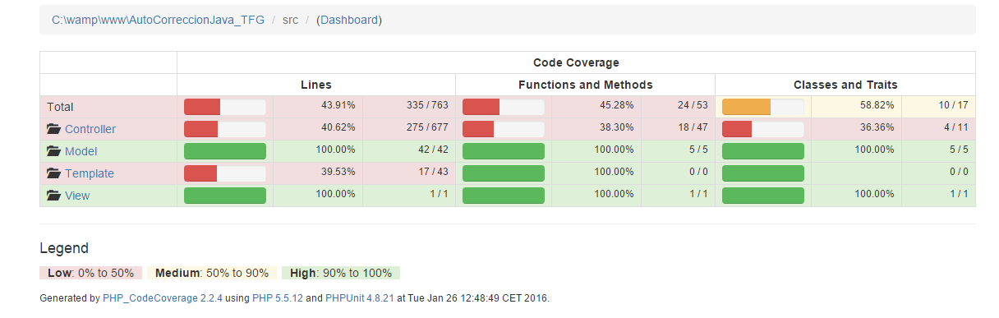 C:\wamp\www\AutoCorreccionJava_TFG / src / (Dashboard)
Code Coverage
Lines Functions and Methods Classes and Traits
Total 43.91% 335 / 763 45.28% 24 / 53 58.82% 10 / 17
Controller 40.62% 275 / 677 38.30% 18 / 47 36.36% 4 / 11
Model 100.00% 42 / 42 100.00% 5 / 5 100.00% 5 / 5
Template 39.53% 17 / 43 100.00% 0 / 0 0 / 0
View 100.00% 1 / 1 100.00% 1 / 1 100.00% 1 / 1
Legend
Low: 0% to 50% Medium: 50% to 90% High: 90% to 100%
Generated by PHP_CodeCoverage 2.2.4 using PHP 5.5.12 and PHPUnit 4.8.21 at Tue Jan 26 12:48:49 CET 2016.